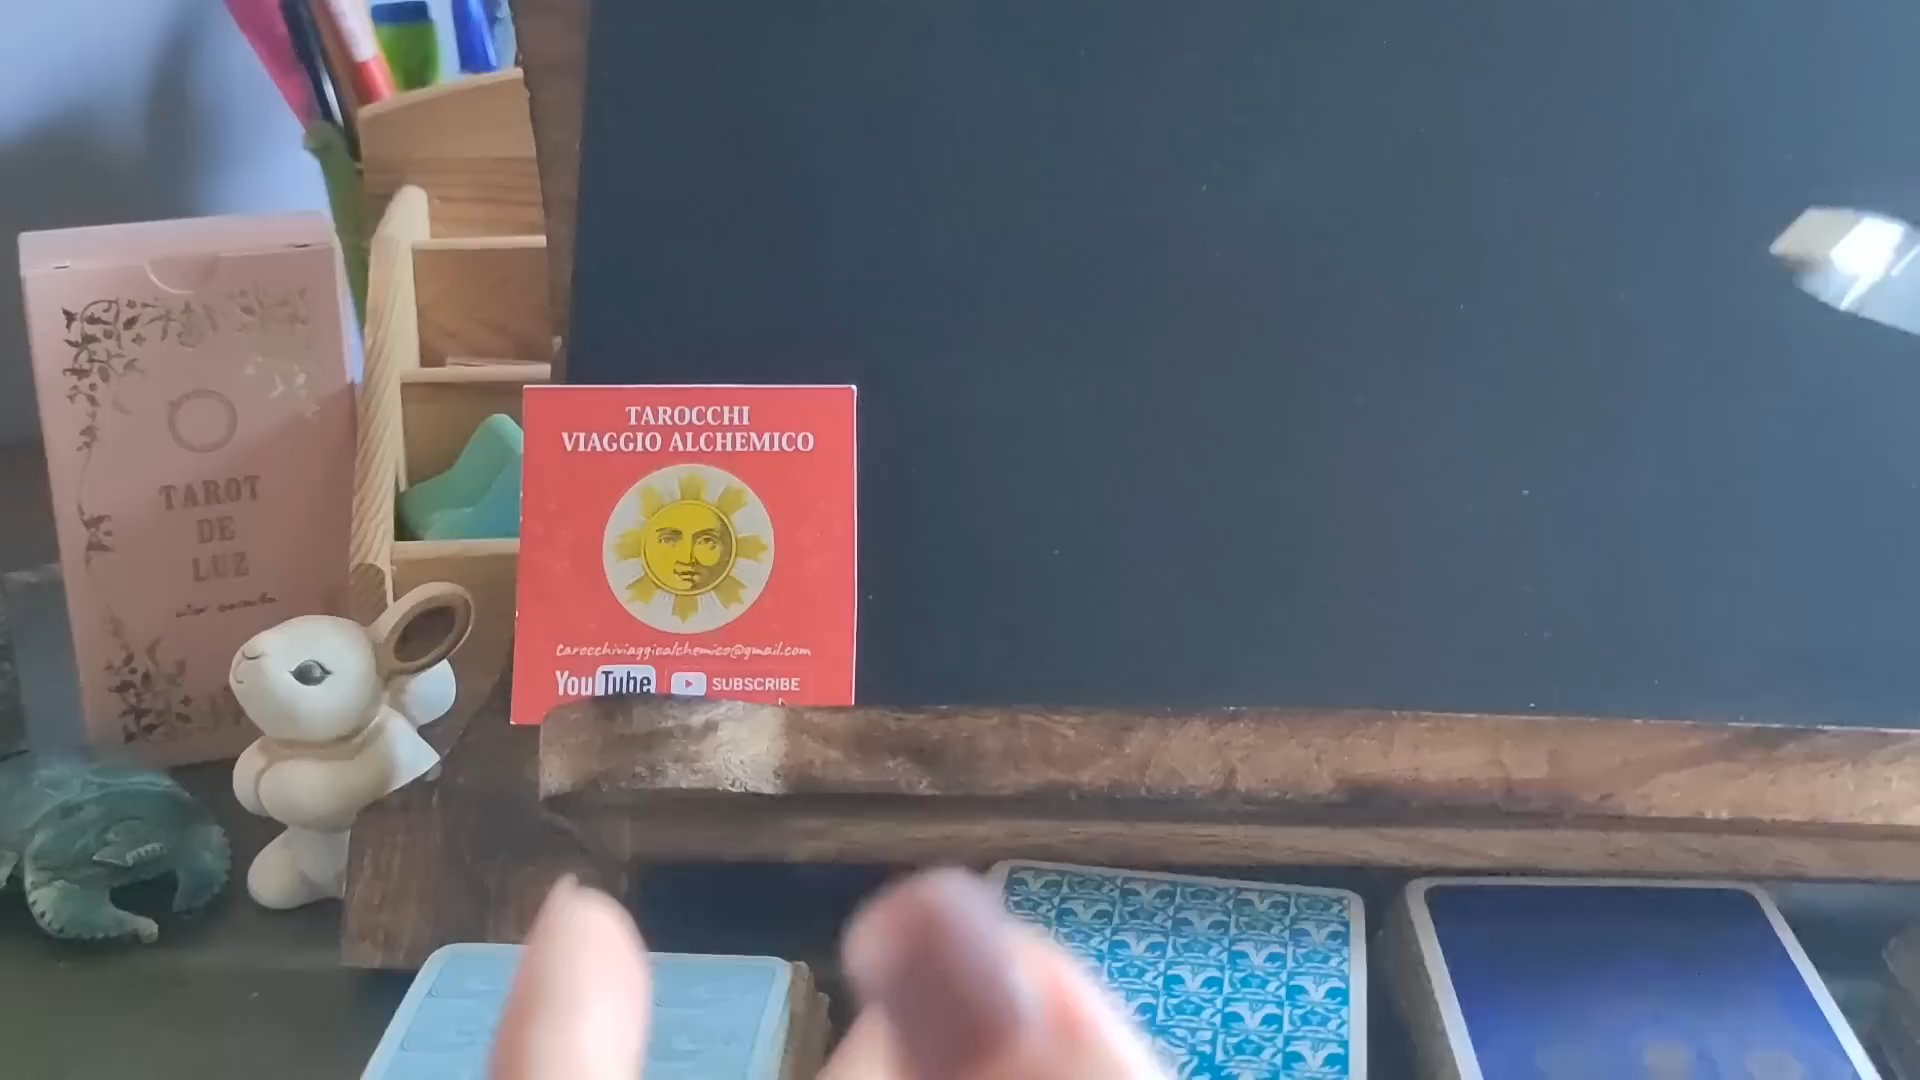 TAROT
DE
LUZ
TAROCCHI
VIAGGIO ALCHEMICO
tarocchiviaggioalchemico@gmail.com
YouTube SUBSCRIBE